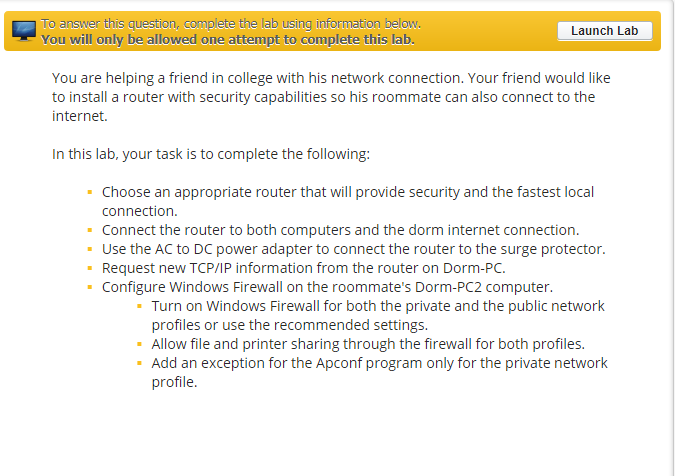 To answer this question, complete the lab using information below.
You will only be allowed one attempt to complete this lab.
Launch Lab
You are helping a friend in college with his network connection. Your friend would like
to install a router with security capabilities so his roommate can also connect to the
internet.
In this lab, your task is to complete the following:
Choose an appropriate router that will provide security and the fastest local
connection.
Connect the router to both computers and the dorm internet connection.
Use the AC to DC power adapter to connect the router to the surge protector.
Request new TCP/IP information from the router on Dorm-PC.
Configure Windows Firewall on the roommate's Dorm-PC2 computer.
Turn on Windows Firewall for both the private and the public network
profiles or use the recommended settings.
Allow file and printer sharing through the firewall for both profiles.
Add an exception for the Apconf program only for the private network
profile.